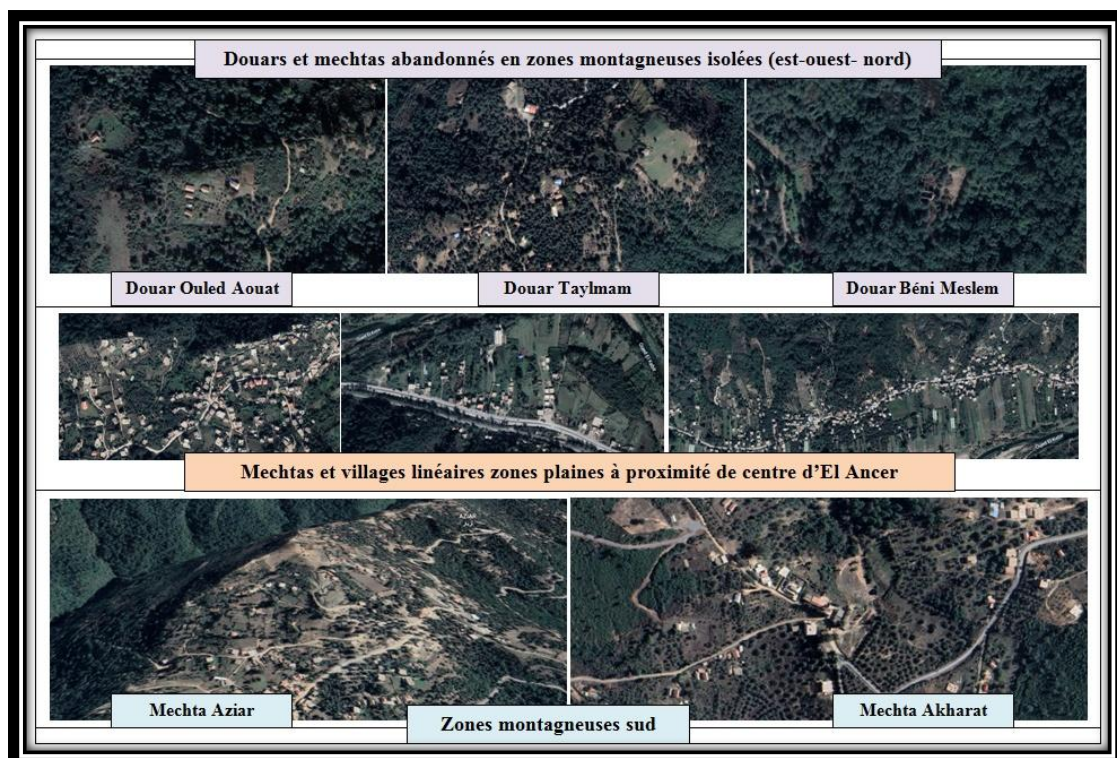 Douars et mechtas abandonnés en zones montagneuses isolées (est-ouest- nord)
Douar Ouled Aouat
Douar Taylmam
Douar Béni Meslem
Mechtas et villages linéaires zones plaines à proximité de centre d’El Ancer
AZIAR
Mechta Aziar
Zones montagneuses sud
Mechta Akharat